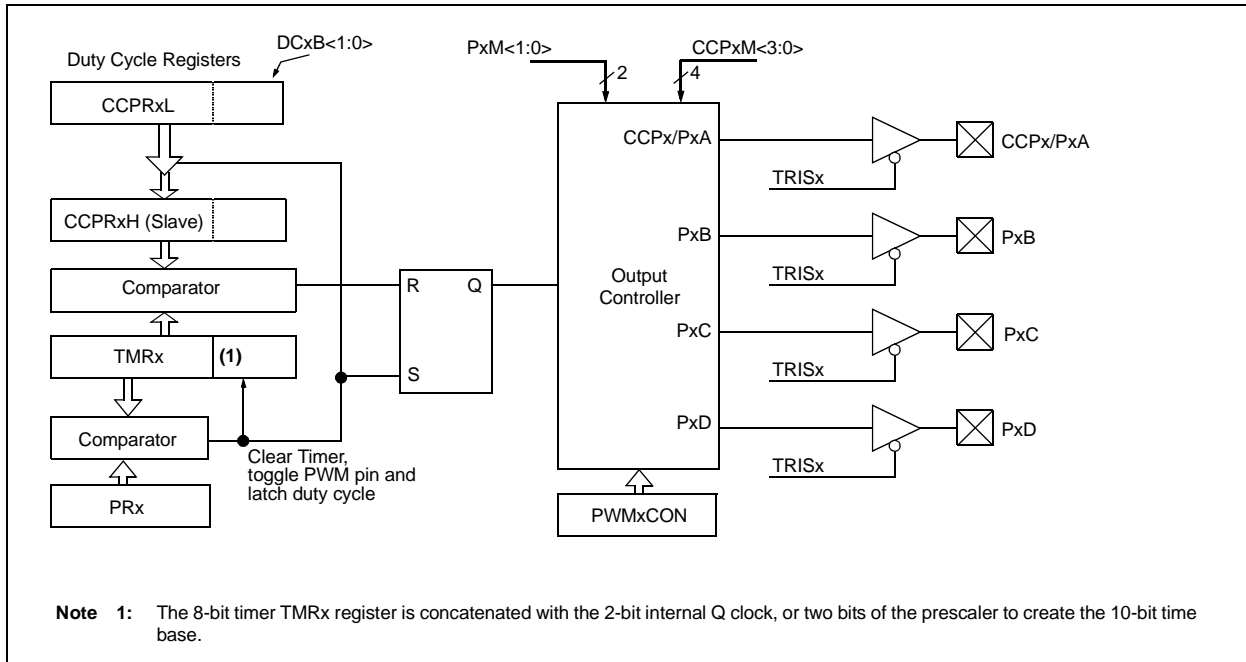 DCxB<1:0>
Duty Cycle Registers
CCPRxL
CCPRxH (Slave)
Comparator
TMRx
(1)
Comparator
PRx
Clear Timer,
toggle PWM pin and
latch duty cycle
R
Q
S
PxM<1:0>
2
CCPxM<3:0>
4
Output
Controller
CCPx/PxA
PxB
PxC
PxD
PWMxCON
TRISx
CCPx/PxA
TRISx
PxB
TRISx
PxC
TRISx
PxD
Note 1: The 8-bit timer TMRx register is concatenated with the 2-bit internal Q clock, or two bits of the prescaler to create the 10-bit time
base.